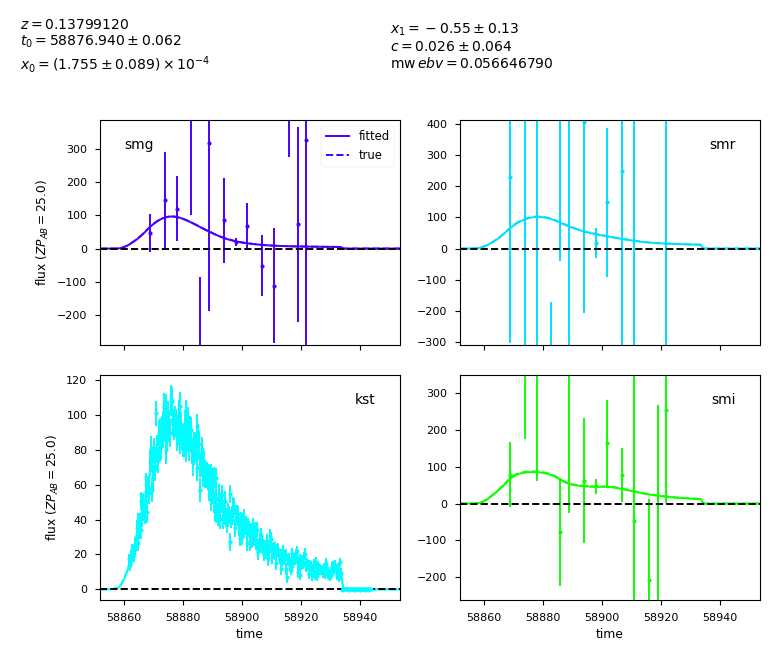 z = 0.13799120
t₀ = 58876.940 ± 0.062
x₀ = (1.755 ± 0.089) × 10⁻⁴
x₁ = −0.55 ± 0.13
c = 0.026 ± 0.064
mw ebv = 0.056646790
smg
fitted
true
300
200
100
0
−100
−200
flux (ZP_AB = 25.0)
smr
400
300
200
100
0
−100
−200
−300
kst
120
100
80
60
40
20
0
flux (ZP_AB = 25.0)
58860 58880 58900 58920 58940
time
smi
300
200
100
0
−100
−200
58860 58880 58900 58920 58940
time